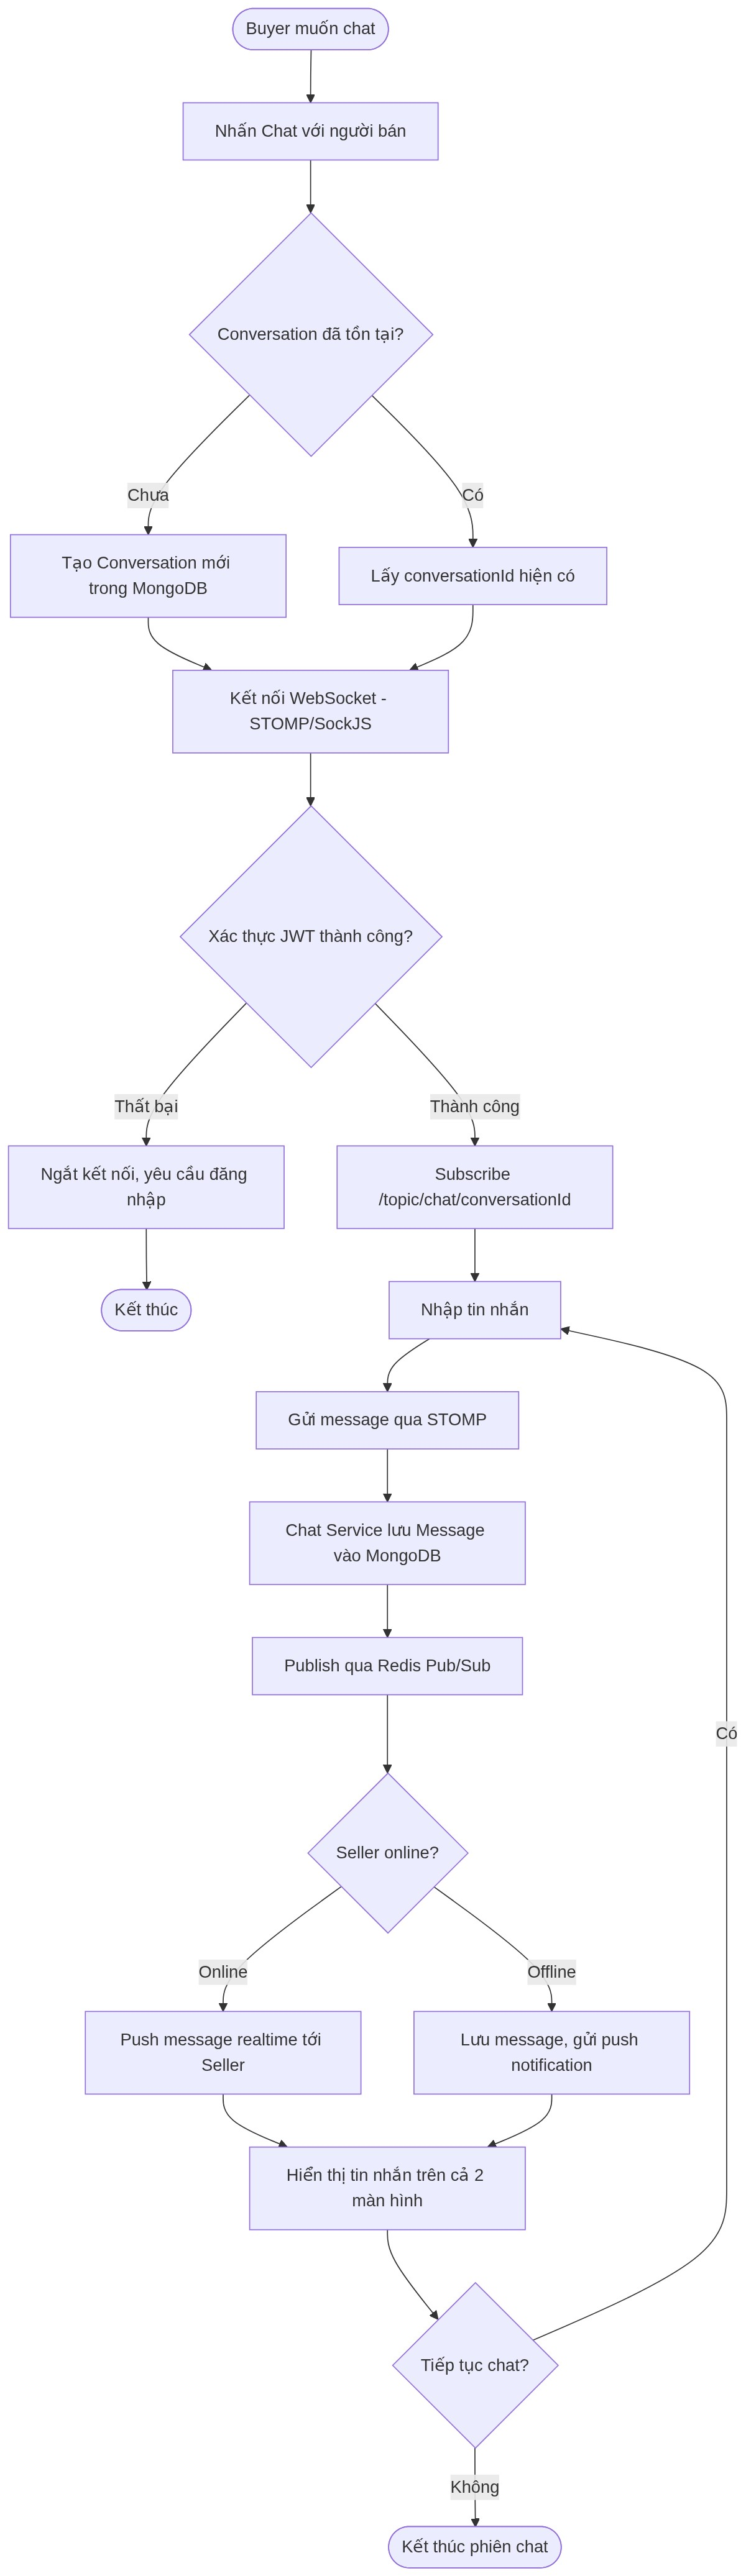 Buyer muốn chat
Nhấn Chat với người bán
Conversation đã tồn tại?
Chưa
Có
Tạo Conversation mới
trong MongoDB
Lấy conversationId hiện có
Kết nối WebSocket -
STOMP/SockJS
Xác thực JWT thành công?
Thất bại
Thành công
Ngắt kết nối, yêu cầu đăng
nhập
Subscribe
/topic/chat/conversationId
Kết thúc
Nhập tin nhắn
Gửi message qua STOMP
Chat Service lưu Message
vào MongoDB
Publish qua Redis Pub/Sub
Có
Seller online?
Online
Offline
Push message realtime tới
Seller
Lưu message, gửi push
notification
Hiển thị tin nhắn trên cả 2
màn hình
Tiếp tục chat?
Không
Kết thúc phiên chat